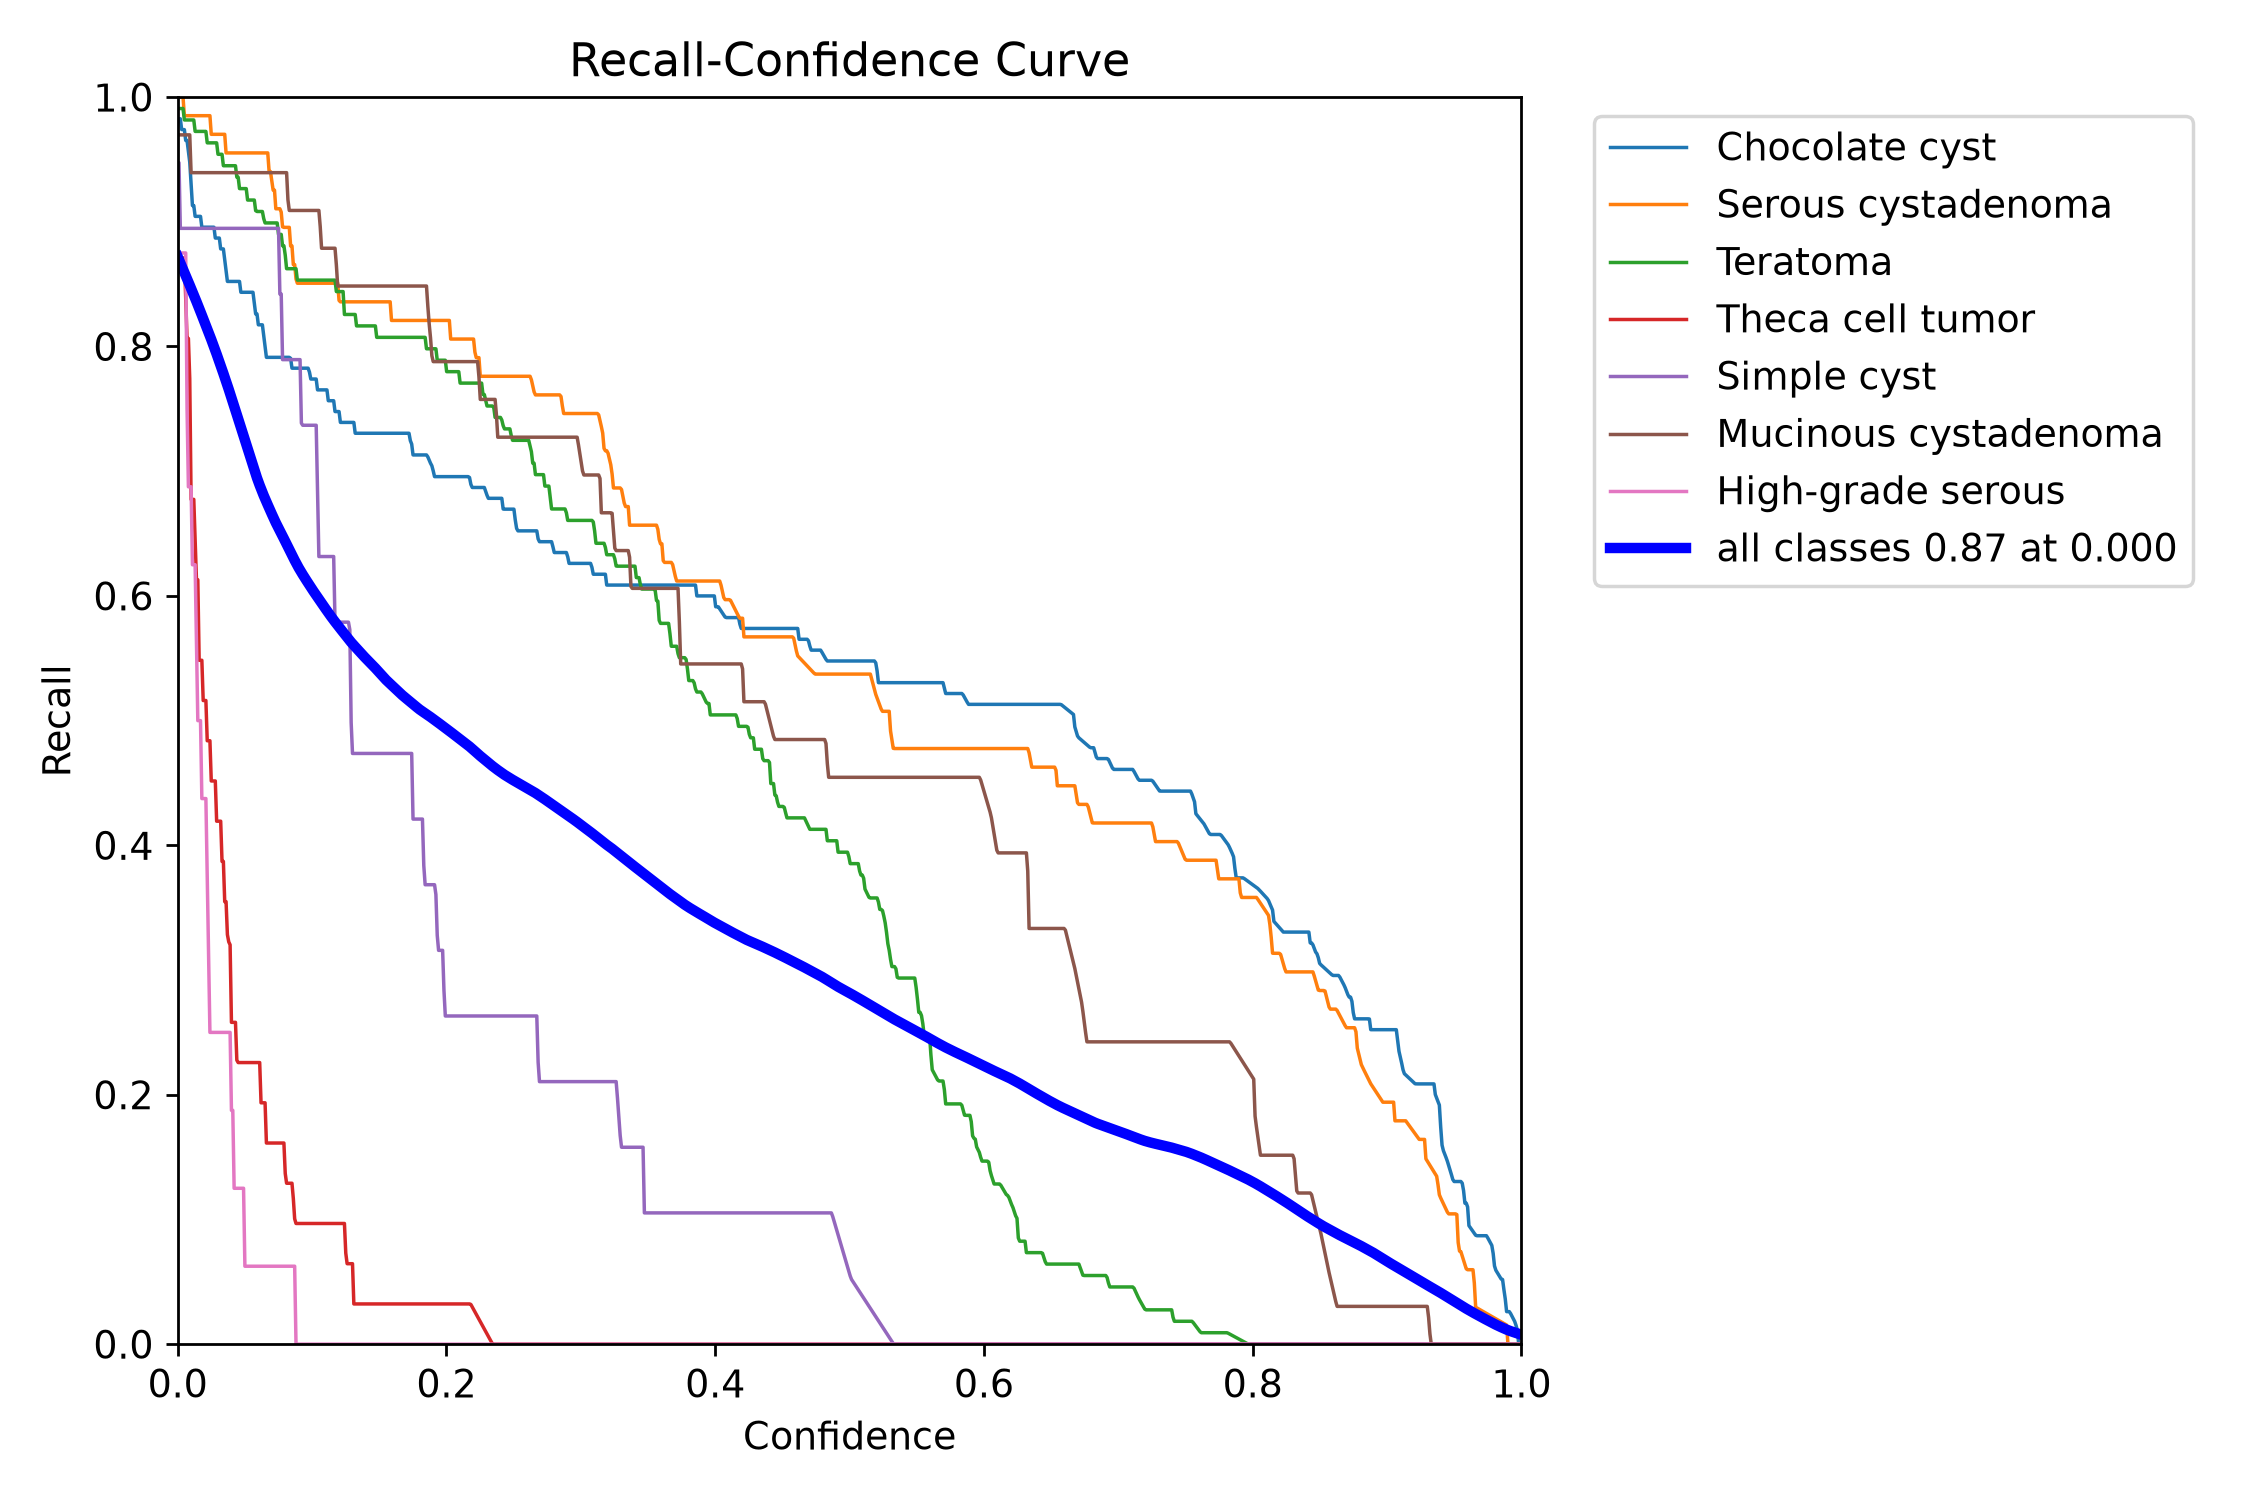 Recall-Confidence Curve
1.0
0.8
0.6
0.4
0.2
0.0
Recall
0.0 0.2 0.4 0.6 0.8 1.0
Confidence
Chocolate cyst
Serous cystadenoma
Teratoma
Theca cell tumor
Simple cyst
Mucinous cystadenoma
High-grade serous
all classes 0.87 at 0.000